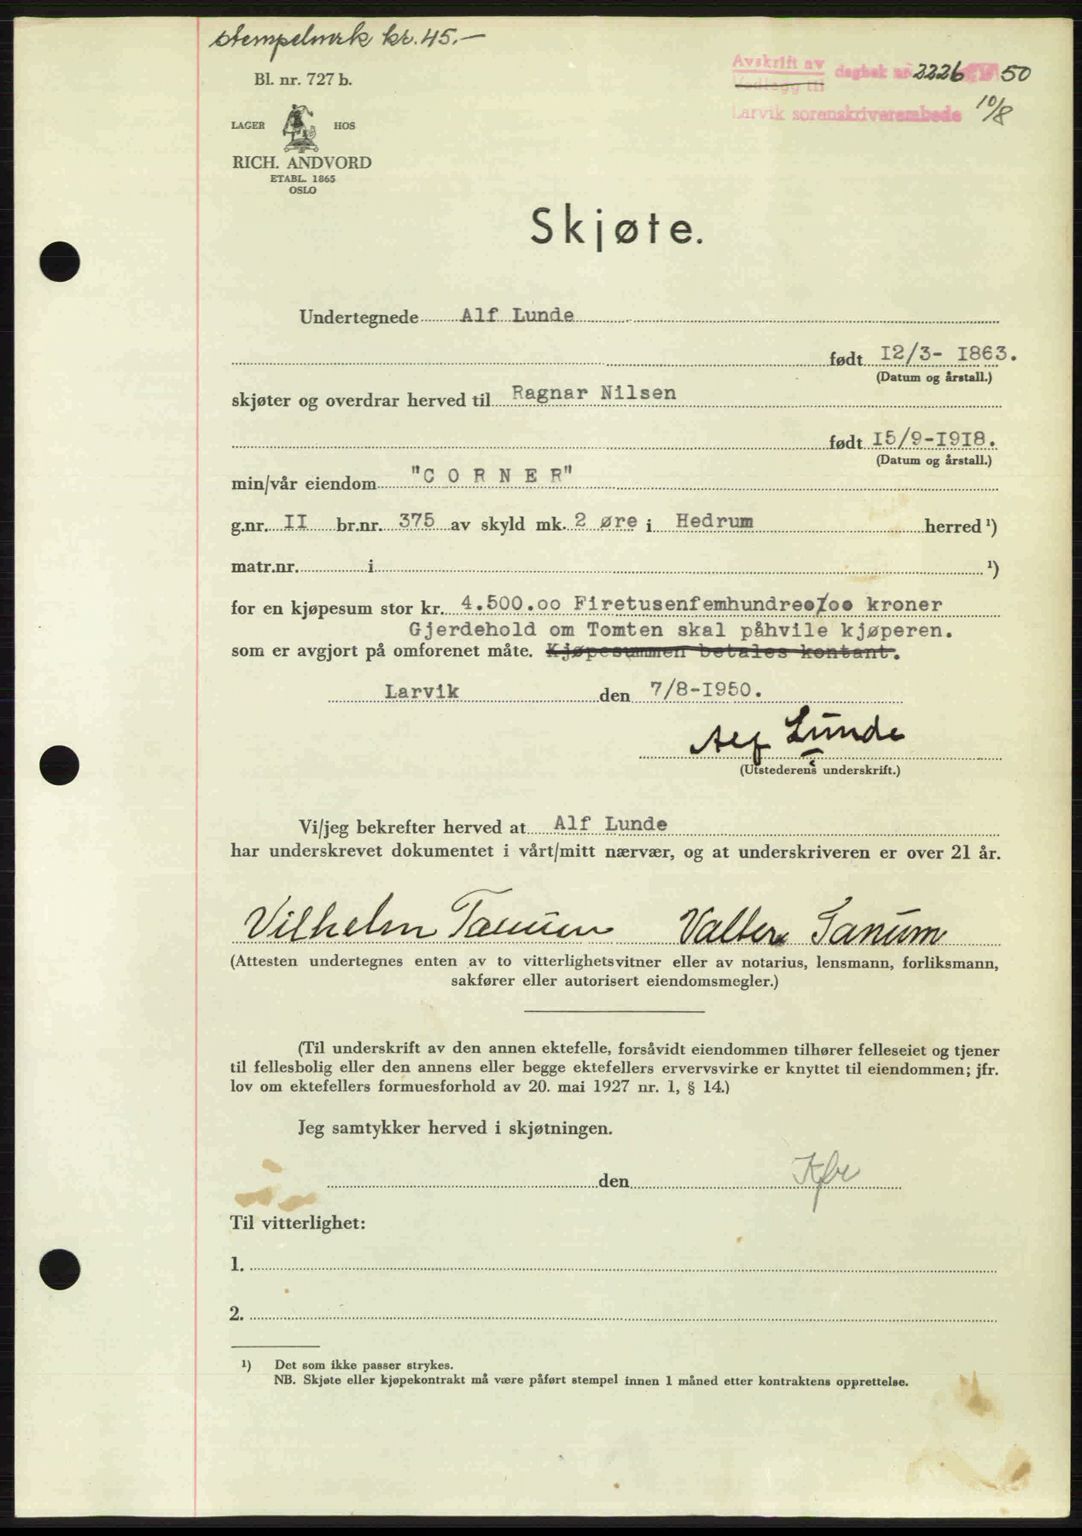 stempelmerk kr. 45.-
Bl. nr. 727 b.
Avskrift av dagbok nr 2226 1950
Vedlegg til
Larvik sorenskriverembede 10/8
LAGER HOS
RICH. ANDVORD
ETABL. 1865
OSLO
Skjøte.
Undertegnede Alf Lunde
født 12/3- 1863.
(Datum og årstall.)
skjøter og overdrar herved til Ragnar Nilsen
født 15/9-1918.
(Datum og årstall.)
min/vår eiendom "C O R N E R"
g.nr. II br.nr. 375 av skyld mk. 2 øre i Hedrum herred ¹)
matr.nr. i ¹)
for en kjøpesum stor kr. 4.500.oo Firetusenfemhundreo/oo kroner
Gjerdehold om Tomten skal påhvile kjøperen.
som er avgjort på omforenet måte. Kjøpesummen betales kontant.
Larvik den 7/8-1950.
Alf Lunde
(Utstederens underskrift.)
Vi/jeg bekrefter herved at Alf Lunde
har underskrevet dokumentet i vårt/mitt nærvær, og at underskriveren er over 21 år.
Vilhelm Tanum Valter Tanum
(Attesten undertegnes enten av to vitterlighetsvitner eller av notarius, lensmann, forliksmann,
sakfører eller autorisert eiendomsmegler.)
(Til underskrift av den annen ektefelle, forsåvidt eiendommen tilhører felleseiet og tjener
til fellesbolig eller den annens eller begge ektefellers ervervsvirke er knyttet til eiendommen; jfr.
lov om ektefellers formuesforhold av 20. mai 1927 nr. 1, § 14.)
Jeg samtykker herved i skjøtningen.
den
Til vitterlighet:
1.
2.
¹) Det som ikke passer strykes.
NB. Skjøte eller kjøpekontrakt må være påført stempel innen 1 måned etter kontraktens opprettelse.